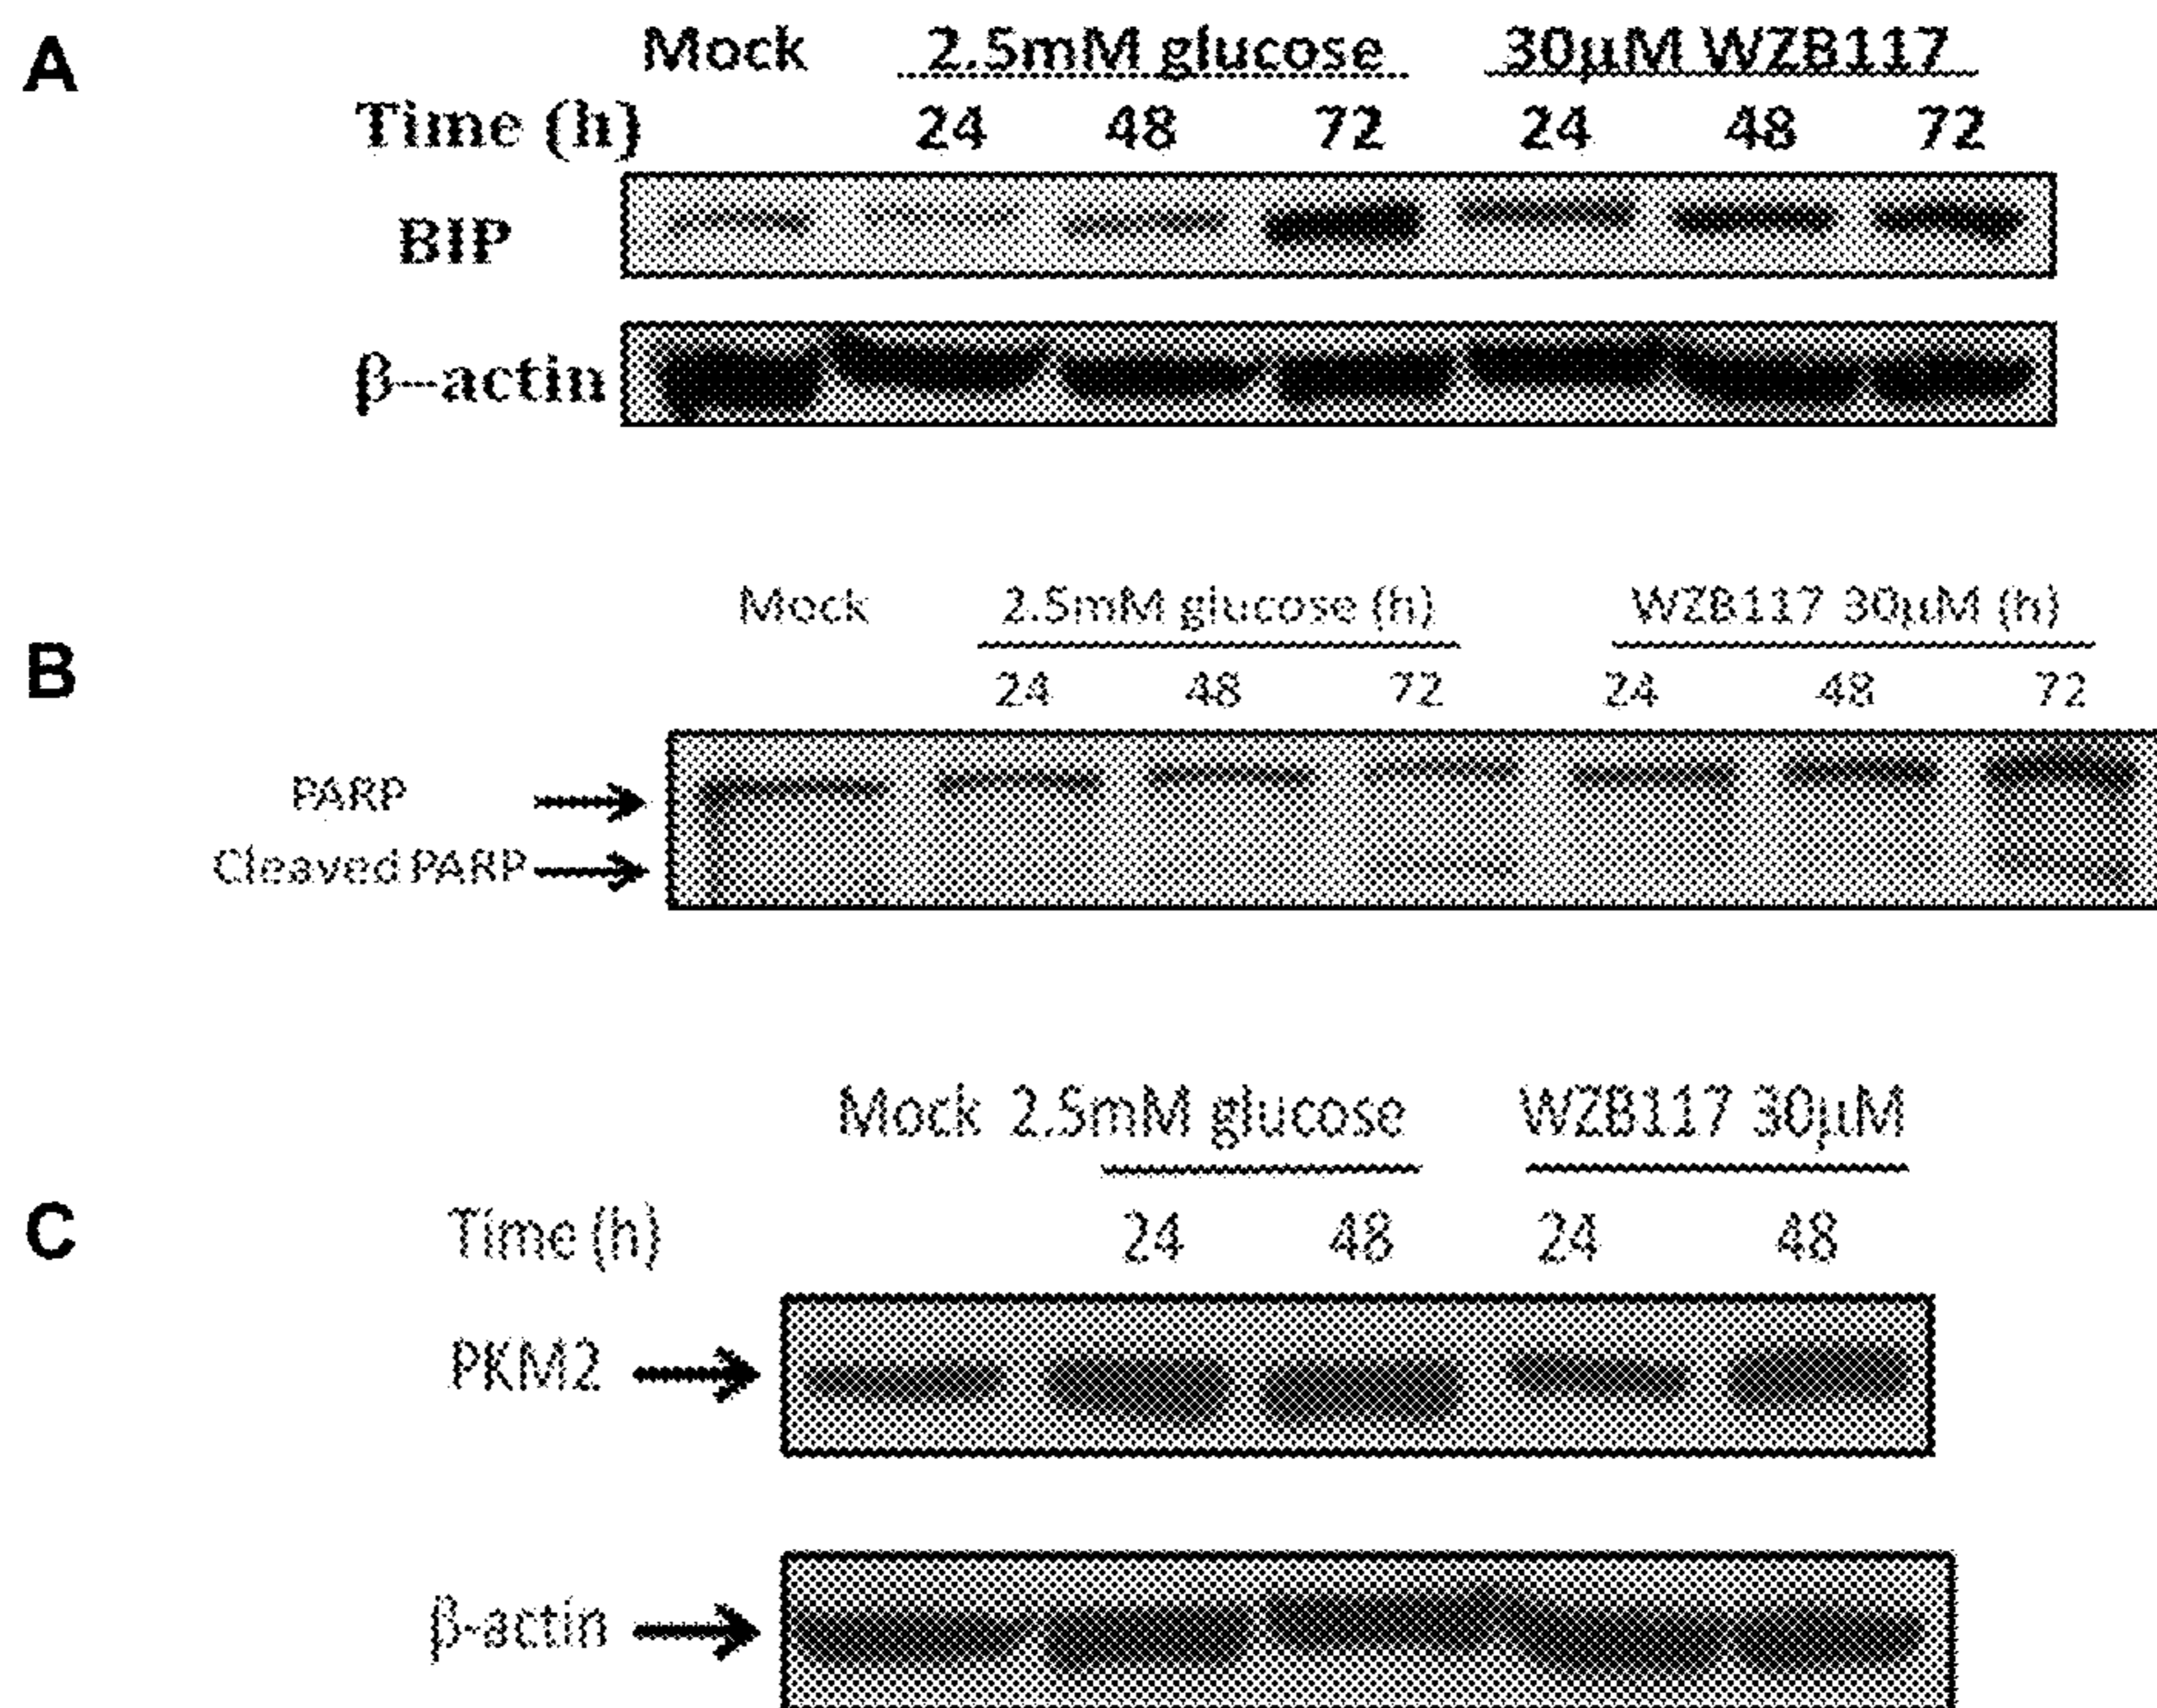 A
Mock 2.5mM glucose 30µM WZB117
Time (h) 24 48 72 24 48 72
BIP
β-actin
B
Mock 2.5mM glucose (h) WZB117 30µM (h)
24 48 72 24 48 72
PARP
Cleaved PARP
C
Mock 2.5mM glucose WZB117 30µM
Time (h) 24 48 24 48
PKM2
β-actin